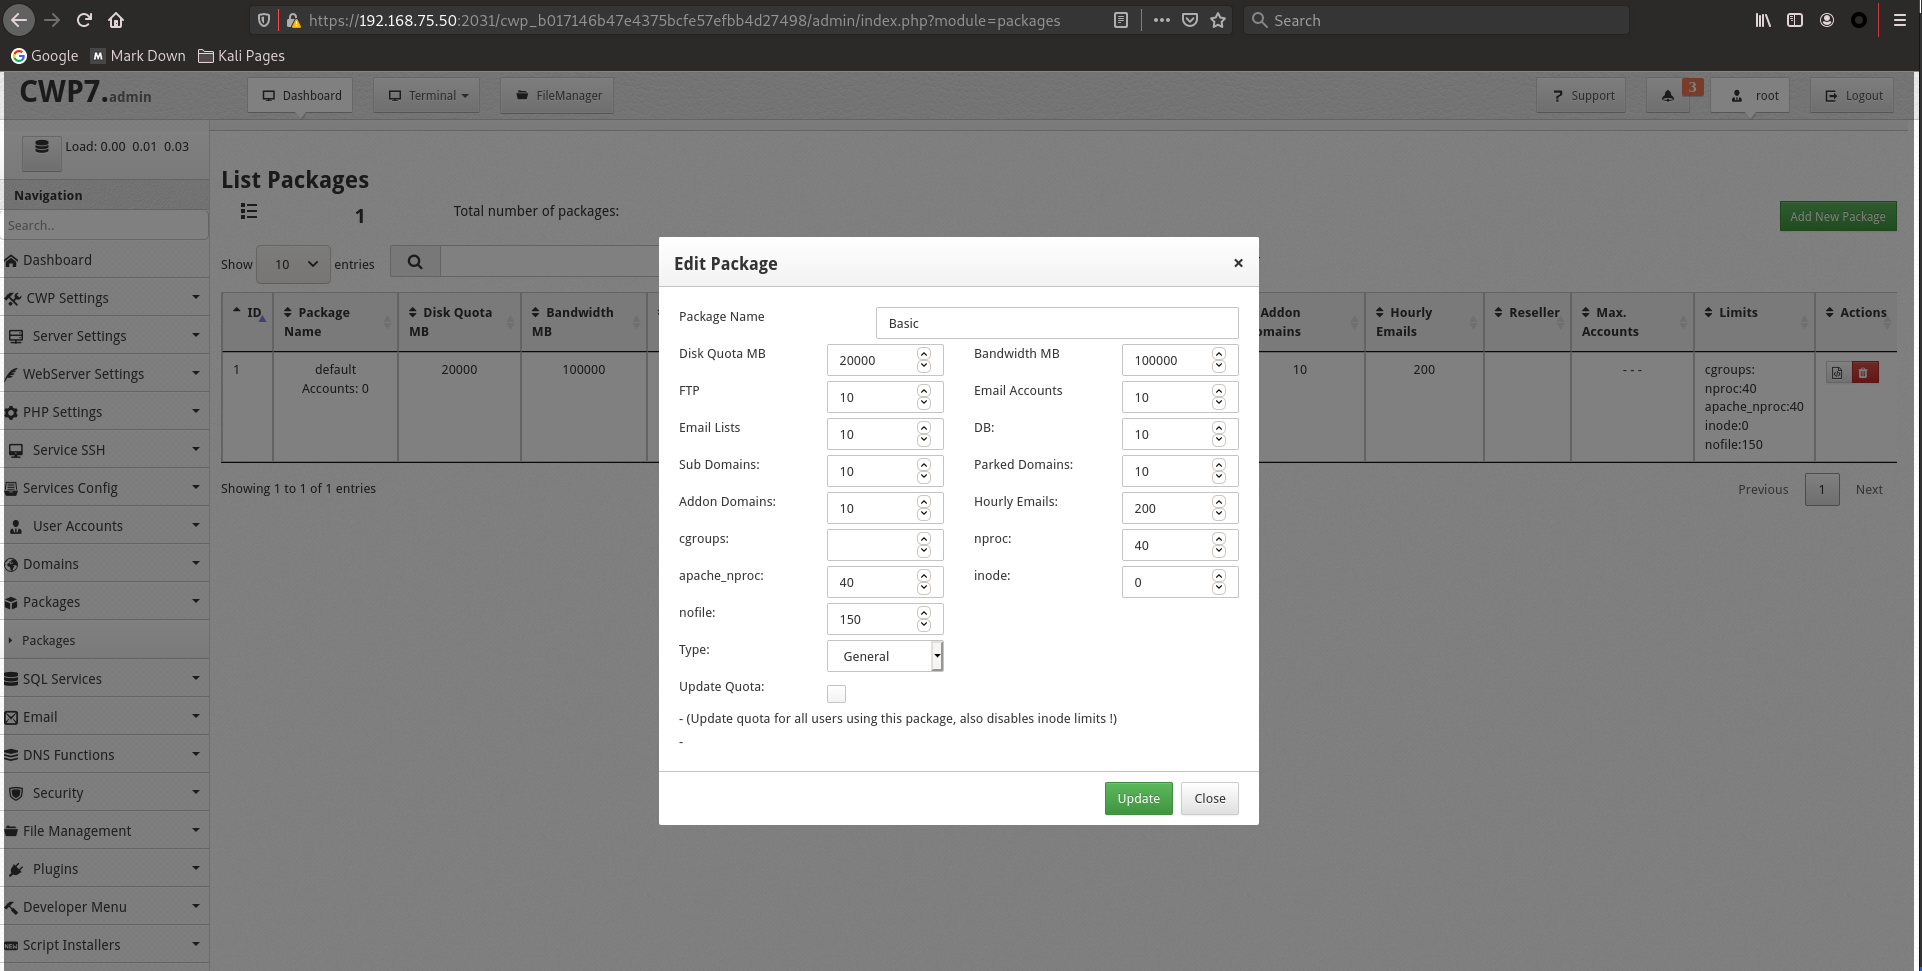 https://192.168.75.50:2031/cwp_b017146b47e4375bcfe57efbb4d27498/admin/index.php?module=packages
Search
Google
M Mark Down
Kali Pages
CWP7.admin
Dashboard
Terminal
FileManager
? Support
3
root
Logout
Load: 0.00 0.01 0.03
Navigation
Search..
Dashboard
CWP Settings
Server Settings
WebServer Settings
PHP Settings
Service SSH
Services Config
User Accounts
Domains
Packages
Packages
SQL Services
Email
DNS Functions
Security
File Management
Plugins
Developer Menu
Script Installers
List Packages
1
Total number of packages:
Add New Package
Show 10 entries
ID
Package Name
Disk Quota MB
Bandwidth MB
Addon
Hourly Emails
Reseller
Max. Accounts
Limits
Actions
1
default
Accounts: 0
20000
100000
10
200
- - -
cgroups:
nproc:40
apache_nproc:40
inode:0
nofile:150
Showing 1 to 1 of 1 entries
Previous 1 Next
Edit Package
×
Package Name Basic
Disk Quota MB 20000 Bandwidth MB 100000
FTP 10 Email Accounts 10
Email Lists 10 DB: 10
Sub Domains: 10 Parked Domains: 10
Addon Domains: 10 Hourly Emails: 200
cgroups: nproc: 40
apache_nproc: 40 inode: 0
nofile: 150
Type: General
Update Quota:
- (Update quota for all users using this package, also disables inode limits !)
-
Update Close